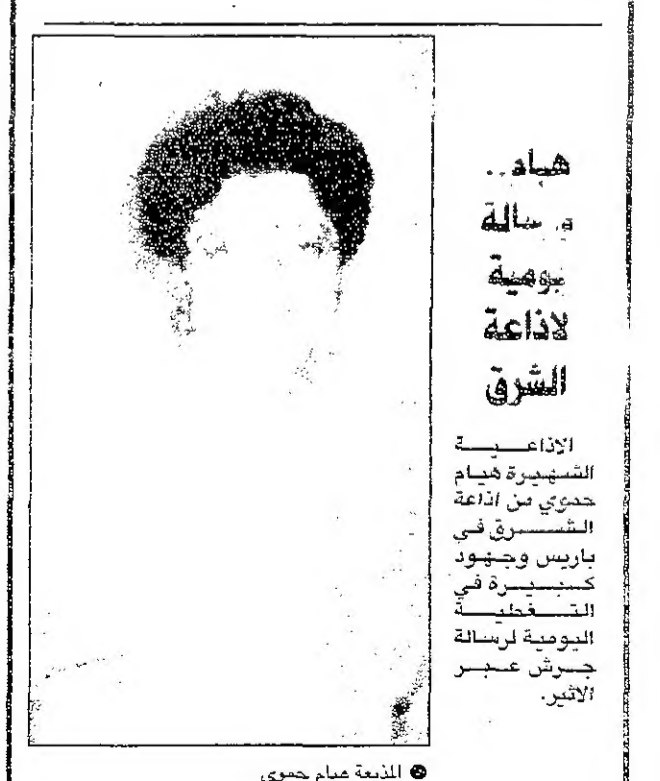 هيام..
رسالة
يومية
لاذاعة
الشرق
الاذاعية
الشهيرة هيام
حموي من اذاعة
الشرق في
باريس وجهود
كبيرة في
التغطية
اليومية لرسالة
جرش عبر
الاثير.
المذيعة هيام حموي